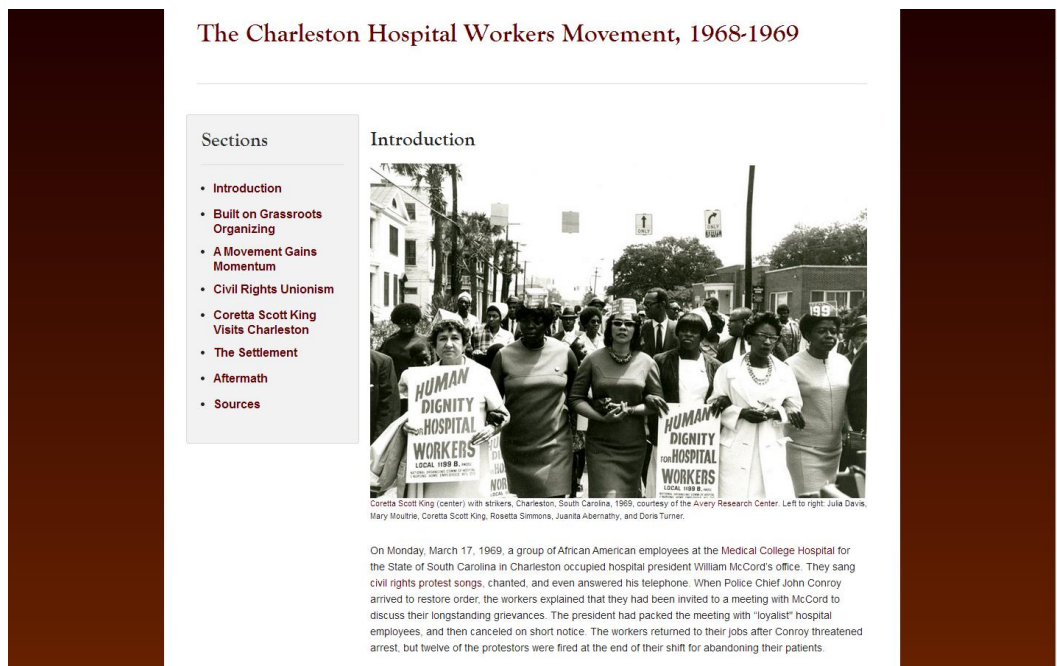 The Charleston Hospital Workers Movement, 1968-1969
Sections
Introduction
Built on Grassroots
Organizing
A Movement Gains
Momentum
Civil Rights Unionism
Coretta Scott King
Visits Charleston
The Settlement
Aftermath
Sources
Introduction
ONLY
ONLY
1199
HUMAN
DIGNITY
FOR HOSPITAL
WORKERS
LOCAL 1199 B,
HUMAN
DIGNITY
FOR HOSPITAL
WORKERS
LOCAL 1199 B,
Coretta Scott King (center) with strikers, Charleston, South Carolina, 1969, courtesy of the Avery Research Center. Left to right: Julia Davis,
Mary Moultrie, Coretta Scott King, Rosetta Simmons, Juanita Abernathy, and Doris Turner.
On Monday, March 17, 1969, a group of African American employees at the Medical College Hospital for
the State of South Carolina in Charleston occupied hospital president William McCord's office. They sang
civil rights protest songs, chanted, and even answered his telephone. When Police Chief John Conroy
arrived to restore order, the workers explained that they had been invited to a meeting with McCord to
discuss their longstanding grievances. The president had packed the meeting with "loyalist" hospital
employees, and then canceled on short notice. The workers returned to their jobs after Conroy threatened
arrest, but twelve of the protestors were fired at the end of their shift for abandoning their patients.